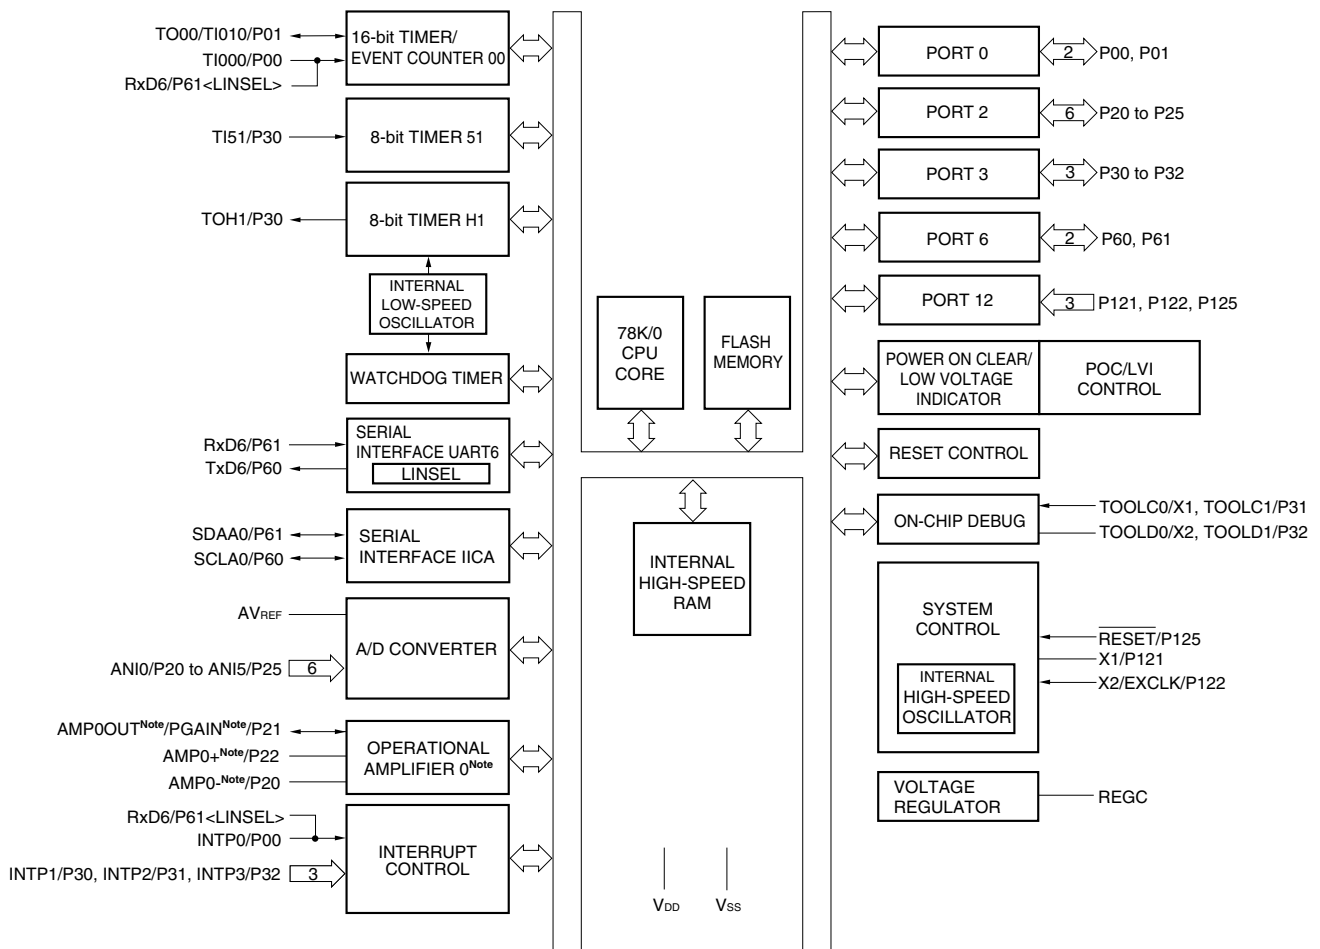 TO00/TI010/P01
TI000/P00
RxD6/P61<LINSEL>
16-bit TIMER/
EVENT COUNTER 00
TI51/P30
8-bit TIMER 51
TOH1/P30
8-bit TIMER H1
INTERNAL
LOW-SPEED
OSCILLATOR
WATCHDOG TIMER
RxD6/P61
TxD6/P60
SERIAL
INTERFACE UART6
LINSEL
SDAA0/P61
SCLA0/P60
SERIAL
INTERFACE IICA
AVREF
ANI0/P20 to ANI5/P25
6
A/D CONVERTER
AMP0OUTNote/PGAINNote/P21
AMP0+Note/P22
AMP0-Note/P20
OPERATIONAL
AMPLIFIER 0Note
RxD6/P61<LINSEL>
INTP0/P00
INTP1/P30, INTP2/P31, INTP3/P32
3
INTERRUPT
CONTROL
78K/0
CPU
CORE
FLASH
MEMORY
INTERNAL
HIGH-SPEED
RAM
VDD
VSS
PORT 0
2
P00, P01
PORT 2
6
P20 to P25
PORT 3
3
P30 to P32
PORT 6
2
P60, P61
PORT 12
3
P121, P122, P125
POWER ON CLEAR/
LOW VOLTAGE
INDICATOR
POC/LVI
CONTROL
RESET CONTROL
ON-CHIP DEBUG
TOOLC0/X1, TOOLC1/P31
TOOLD0/X2, TOOLD1/P32
SYSTEM
CONTROL
INTERNAL
HIGH-SPEED
OSCILLATOR
RESET/P125
X1/P121
X2/EXCLK/P122
VOLTAGE
REGULATOR
REGC